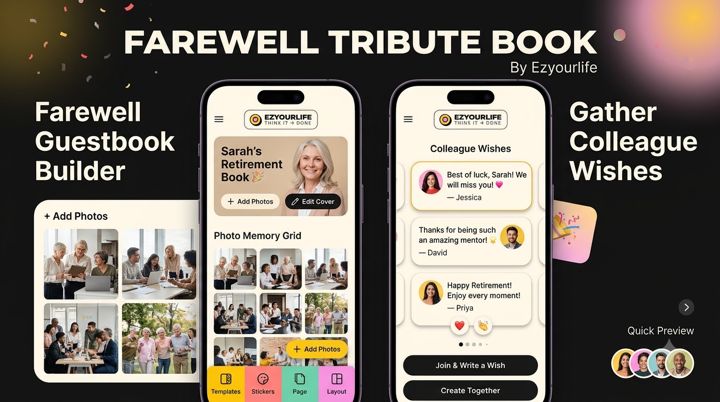 FAREWELL TRIBUTE BOOK
By Ezyourlife
Farewell
Guestbook
Builder
+ Add Photos
EZYOURLIFE
THINK IT → DONE
Sarah's
Retirement
Book
+ Add Photos
Edit Cover
Photo Memory Grid
+ Add Photos
Templates
Stickers
Page
Layout
EZYOURLIFE
THINK IT → DONE
Colleague Wishes
Best of luck, Sarah! We
will miss you!
— Jessica
Thanks for being such
an amazing mentor!
— David
Happy Retirement!
Enjoy every moment!
— Priya
Join & Write a Wish
Create Together
Gather
Colleague
Wishes
Quick Preview